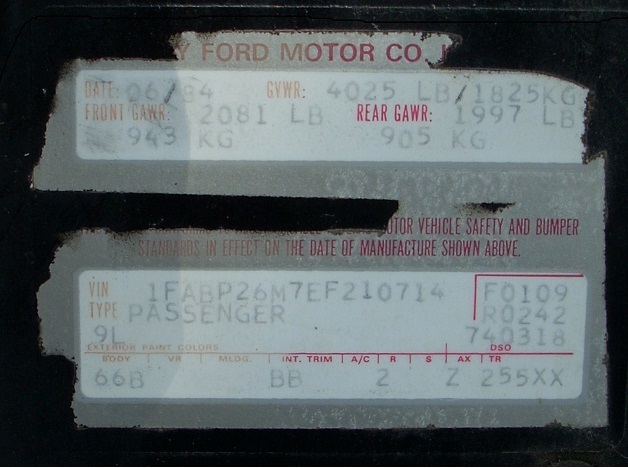 Y FORD MOTOR CO.
DATE: 06/84 GVWR: 4025 LB/1825KG
FRONT GAWR: 2081 LB REAR GAWR: 1997 LB
943 KG 905 KG
MOTOR VEHICLE SAFETY AND BUMPER
STANDARDS IN EFFECT ON THE DATE OF MANUFACTURE SHOWN ABOVE.
VIN 1FABP26M7EF210714 F0109
TYPE PASSENGER R0242
9L 740318
EXTERIOR PAINT COLORS DSO
BODY VR MLDG. INT. TRIM A/C R S AX TR
66B BB 2 Z 255XX